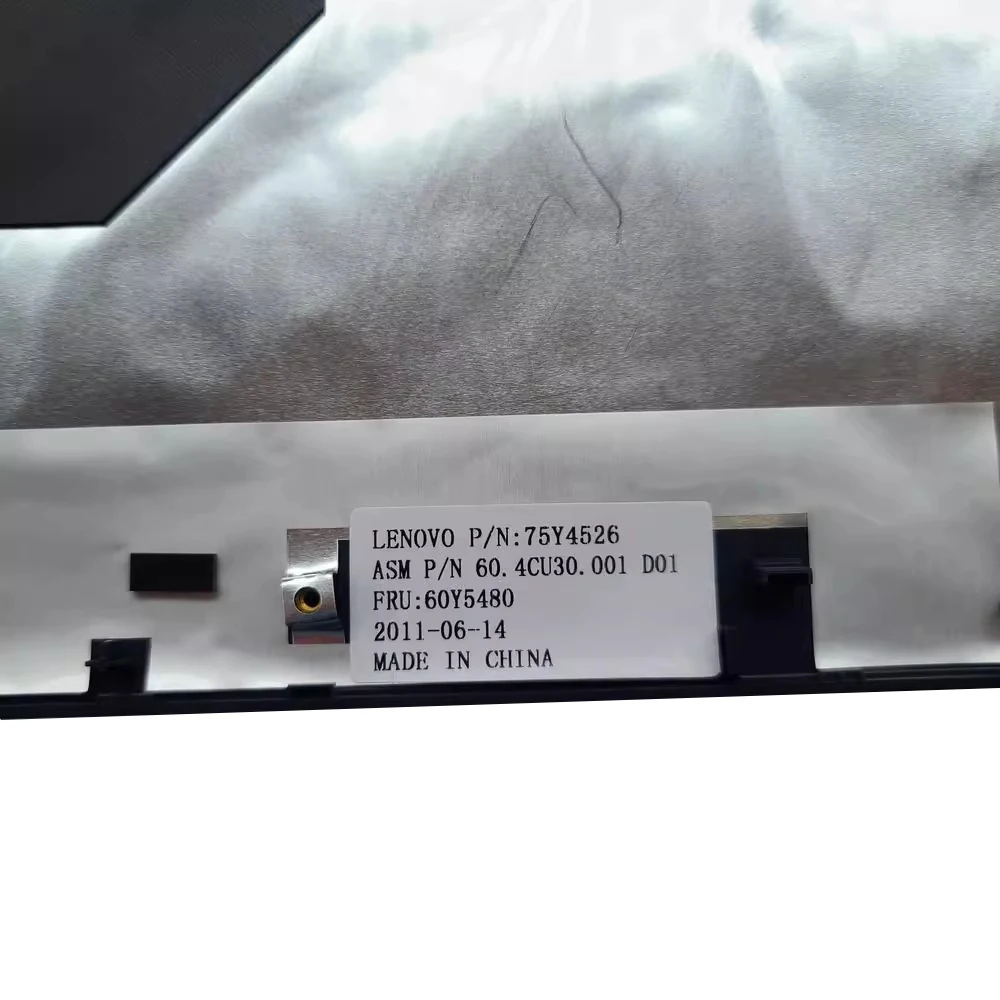 LENOVO P/N:75Y4526
ASM P/N 60.4CU30.001 D01
FRU:60Y5480
2011-06-14
MADE IN CHINA